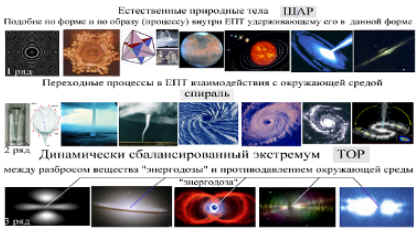 Естественные природные тела ШАР
Подобие по форме и по образу (процессу) внутри ЕПТ удерживающему его в данной форме
1 ряд
Переходные процессы в ЕПТ взаимодействия с окружающей средой
спираль
2 ряд
Динамически сбалансированный экстремум ТОР
между разбросом вещества "энергодозы" и противодавлением окружающей среды
"энергодоза"
3 ряд